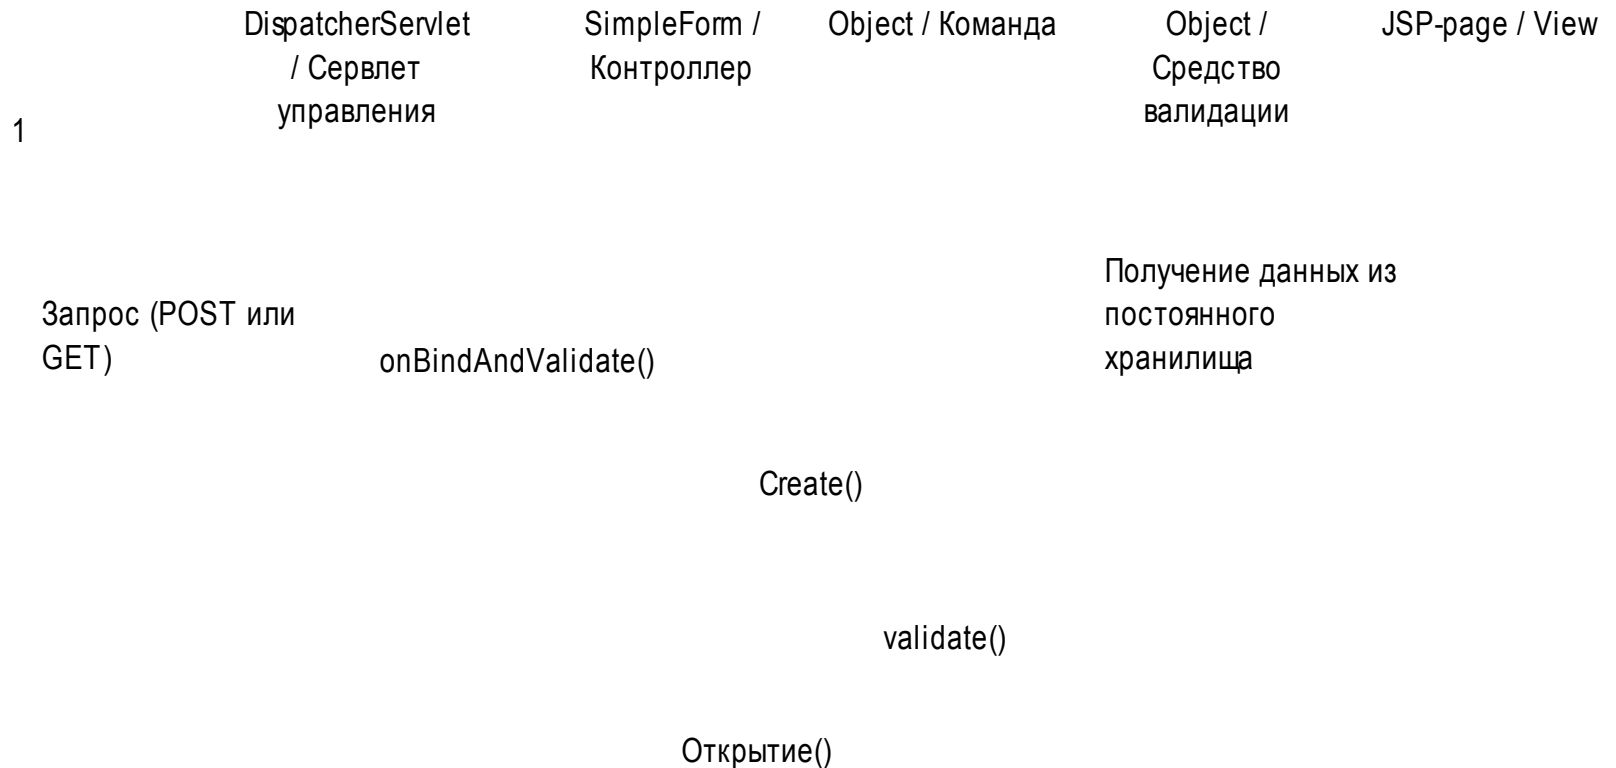 DispatcherServlet
/ Сервлет
управления
SimpleForm /
Контроллер
Object / Команда
Object /
Средство
валидации
JSP-page / View
1
Запрос (POST или
GET)
onBindAndValidate()
Получение данных из
постоянного
хранилища
Create()
validate()
Открытие()